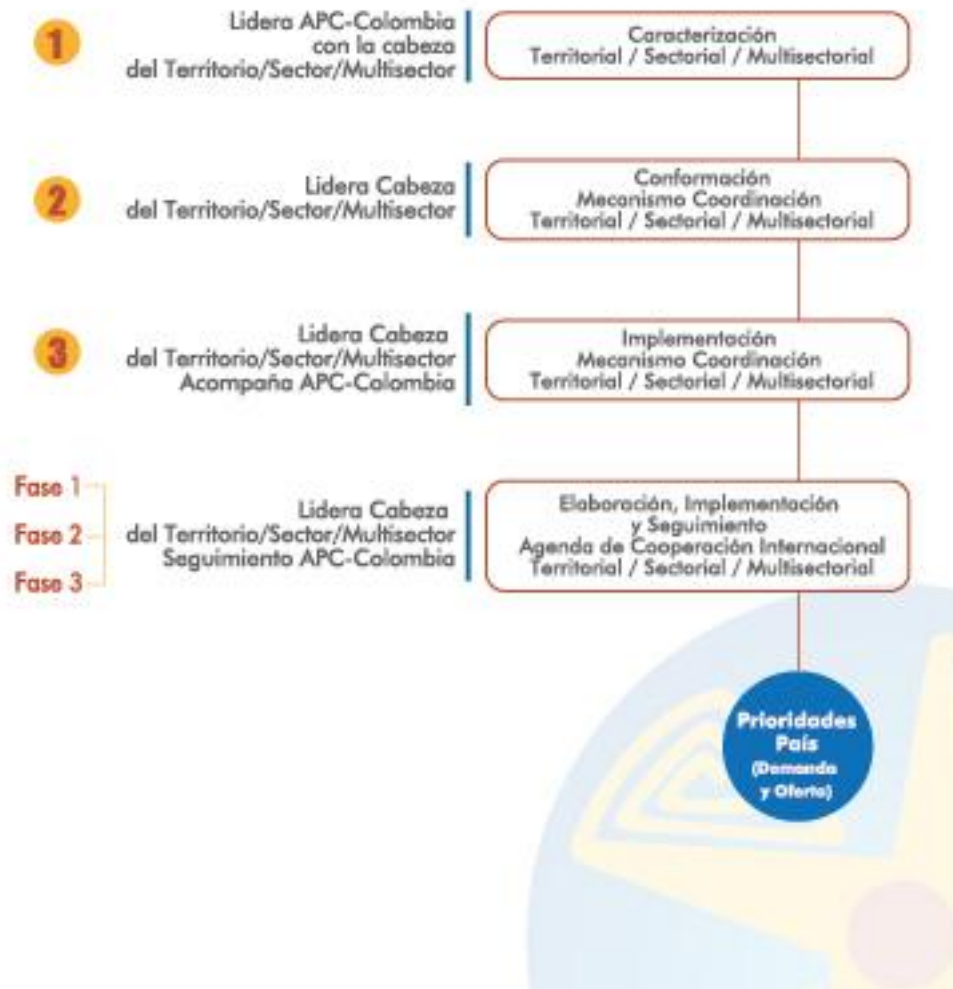 1
Lidera APC-Colombia
con la cabeza
del Territorio/Sector/Multisector
Caracterización
Territorial / Sectorial / Multisectorial
2
Lidera Cabeza
del Territorio/Sector/Multisector
Conformación
Mecanismo Coordinación
Territorial / Sectorial / Multisectorial
3
Lidera Cabeza
del Territorio/Sector/Multisector
Acompaña APC-Colombia
Implementación
Mecanismo Coordinación
Territorial / Sectorial / Multisectorial
Fase 1
Fase 2
Fase 3
Lidera Cabeza
del Territorio/Sector/Multisector
Seguimiento APC-Colombia
Elaboración, Implementación
y Seguimiento
Agenda de Cooperación Internacional
Territorial / Sectorial / Multisectorial
Prioridades
País
(Demanda
y Oferta)